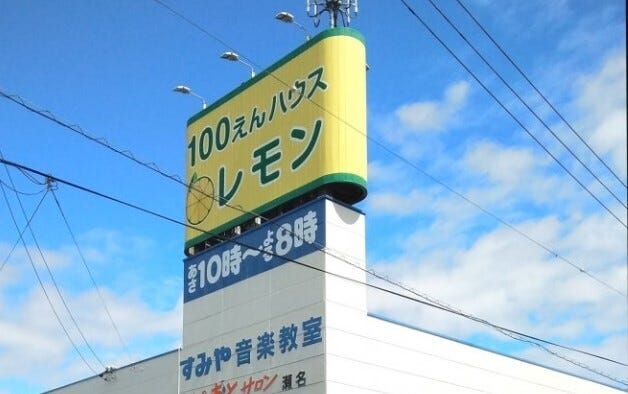 100えんハウス
レモン
あさ10時～よる8時
すみや音楽教室
サロン 瀬名